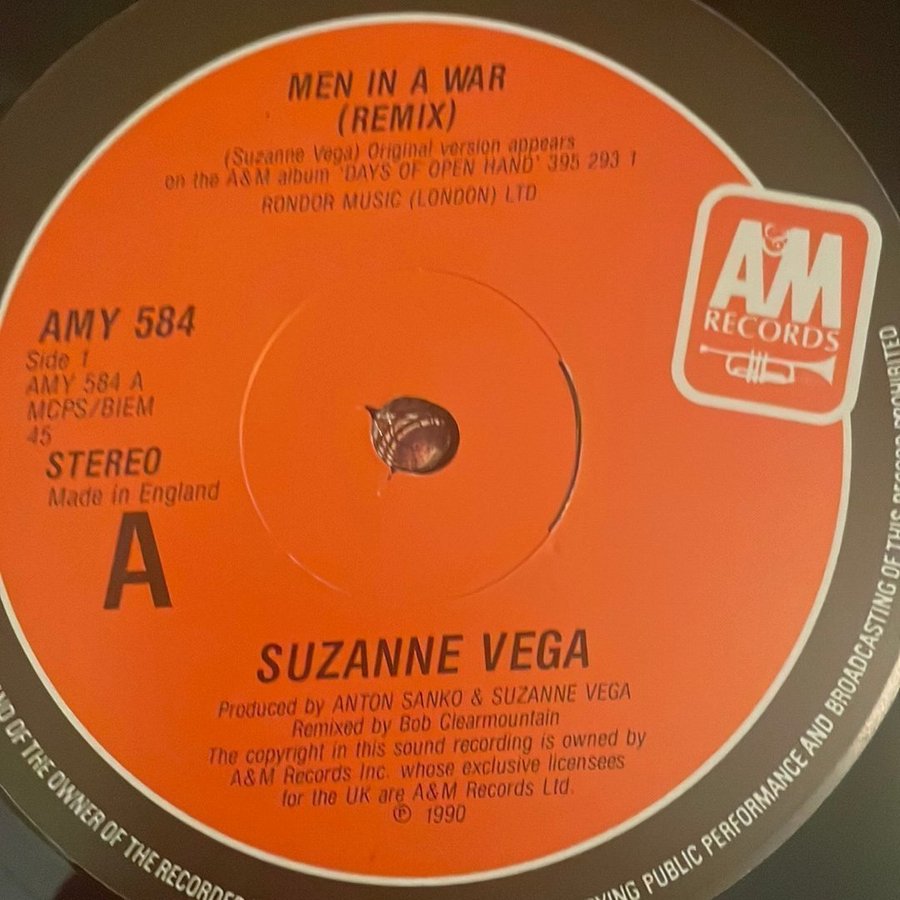 MEN IN A WAR
(REMIX)
(Suzanne Vega) Original version appears
on the A&M album 'DAYS OF OPEN HAND' 395 293 1
RONDOR MUSIC (LONDON) LTD
A&M
RECORDS
AMY 584
Side 1
AMY 584 A
MCPS/BIEM
45
STEREO
Made in England
A
SUZANNE VEGA
Produced by ANTON SANKO & SUZANNE VEGA
Remixed by Bob Clearmountain
The copyright in this sound recording is owned by
A&M Records Inc. whose exclusive licensees
for the UK are A&M Records Ltd.
℗ 1990
OF THE OWNER OF THE
PUBLIC PERFORMANCE AND BROADCASTING OF THIS RECORD PROHIBITED